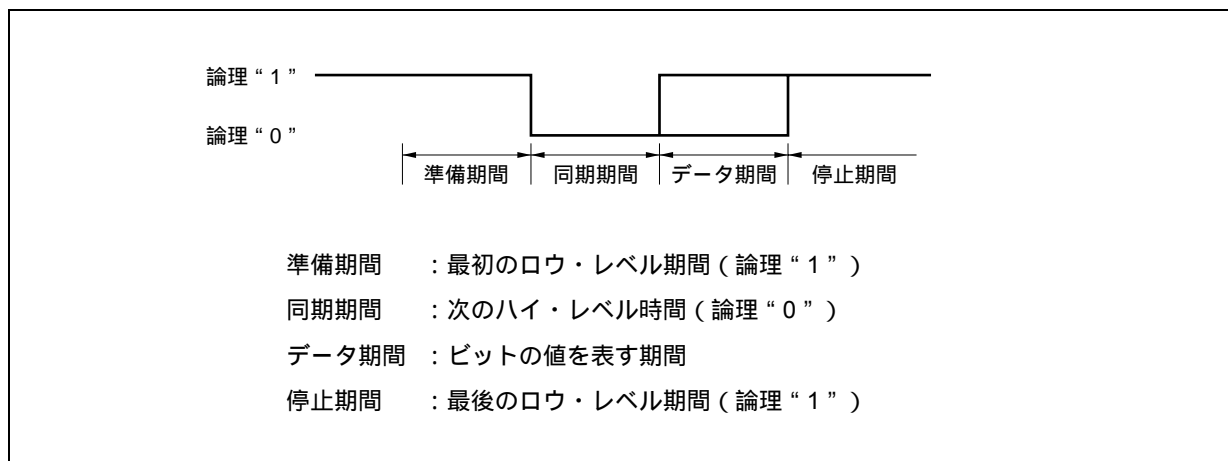 論理“1”
論理“0”
準備期間 同期期間 データ期間 停止期間
準備期間 :最初のロウ・レベル期間(論理“1”)
同期期間 :次のハイ・レベル時間(論理“0”)
データ期間 :ビットの値を表す期間
停止期間 :最後のロウ・レベル期間(論理“1”)